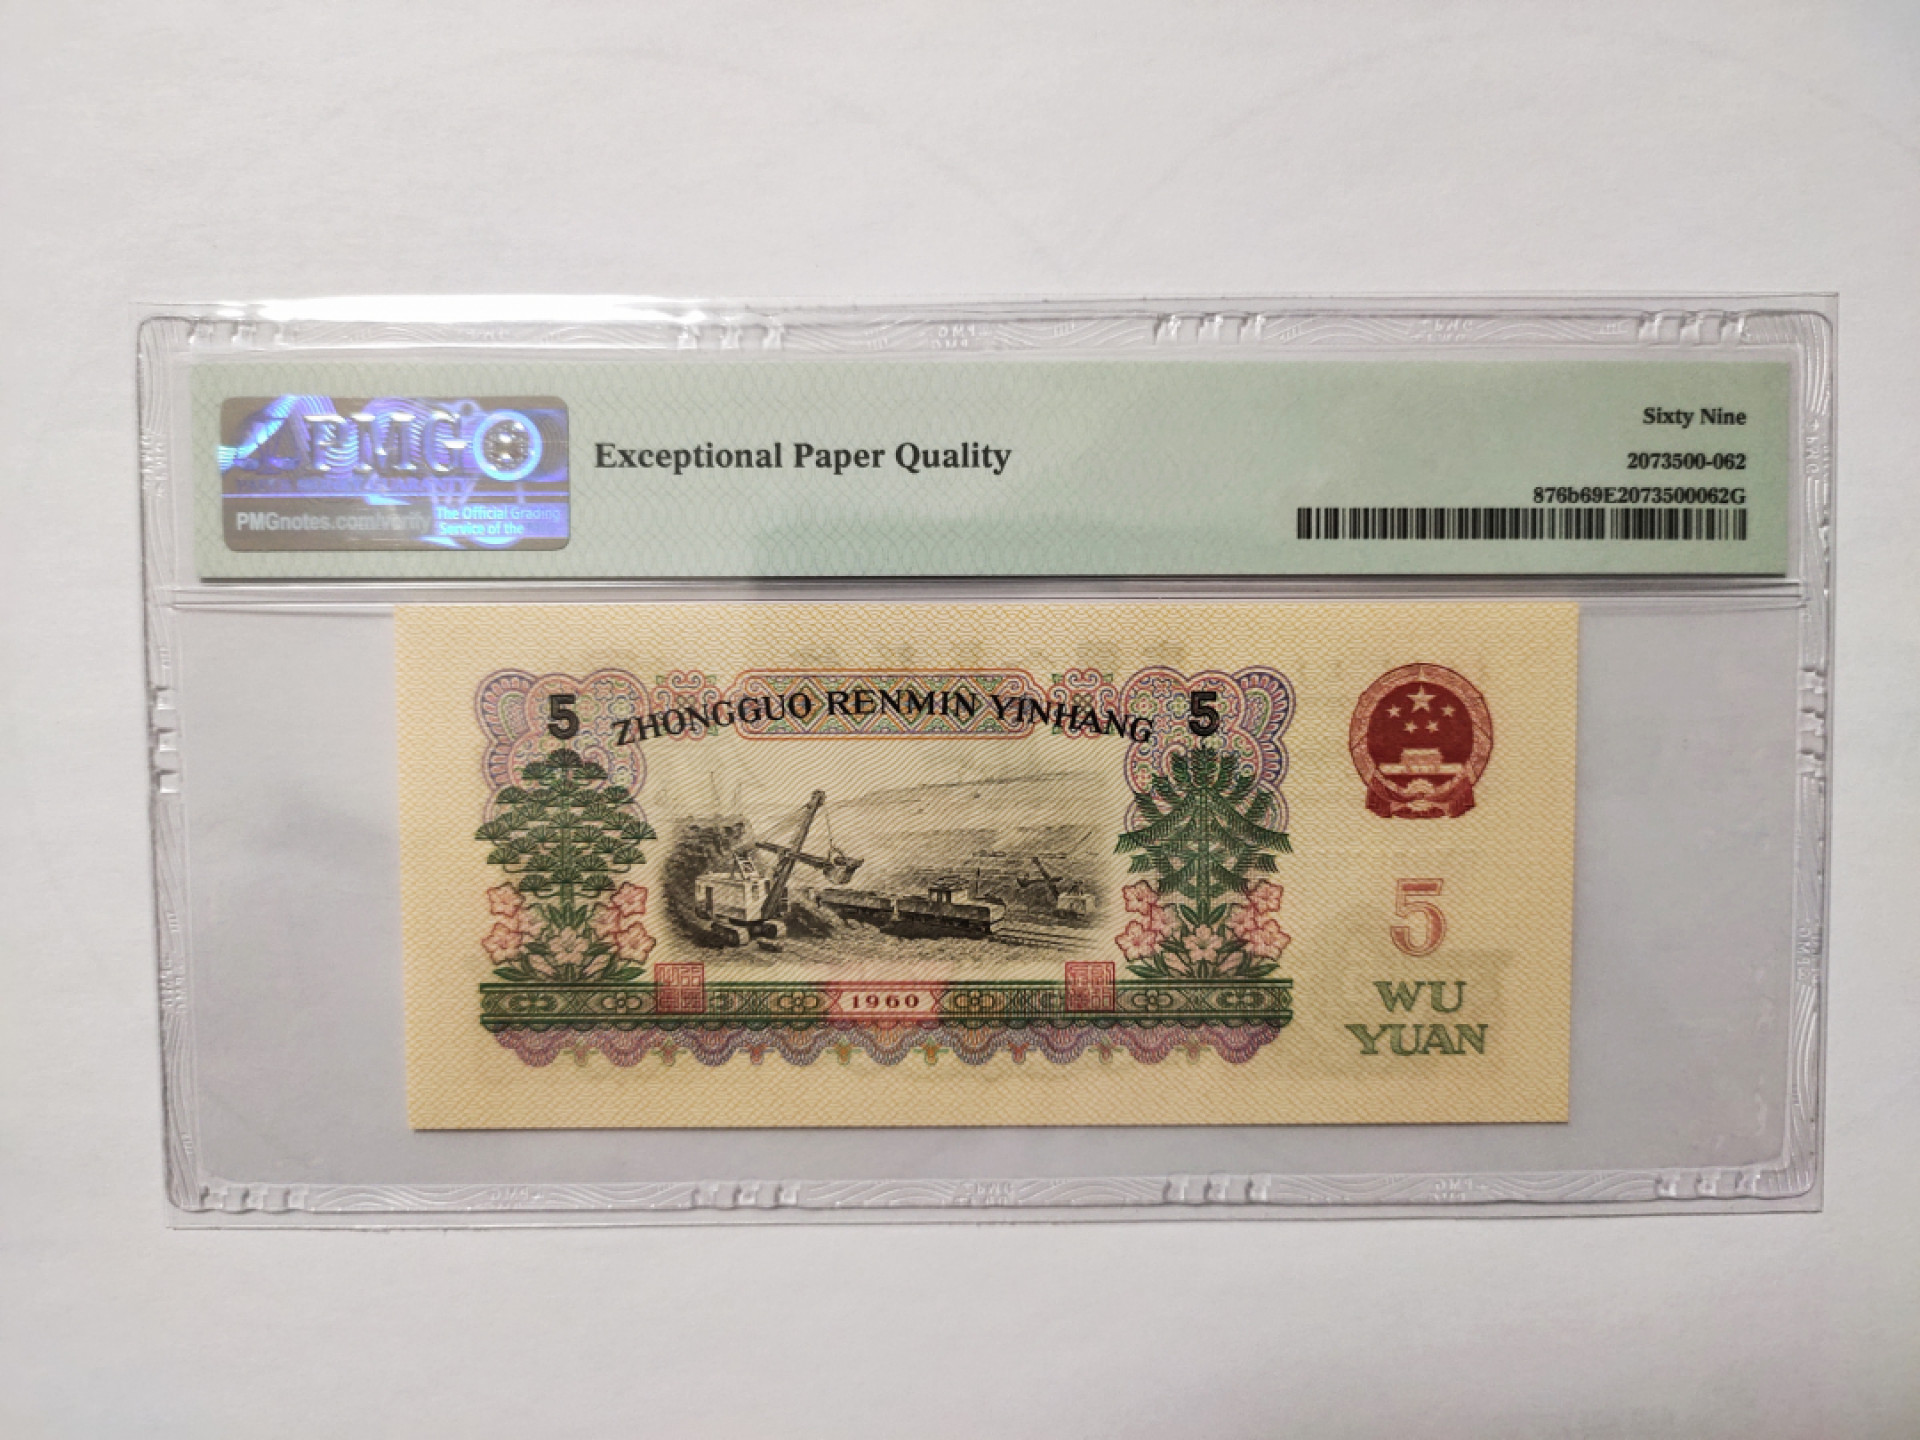 PMG
PMGnotes.com/verify
The Official Grading
Service of the
Exceptional Paper Quality
Sixty Nine
2073500-062
876b69E2073500062G
5 ZHONGGUO RENMIN YINHANG 5
1960
5
WU
YUAN